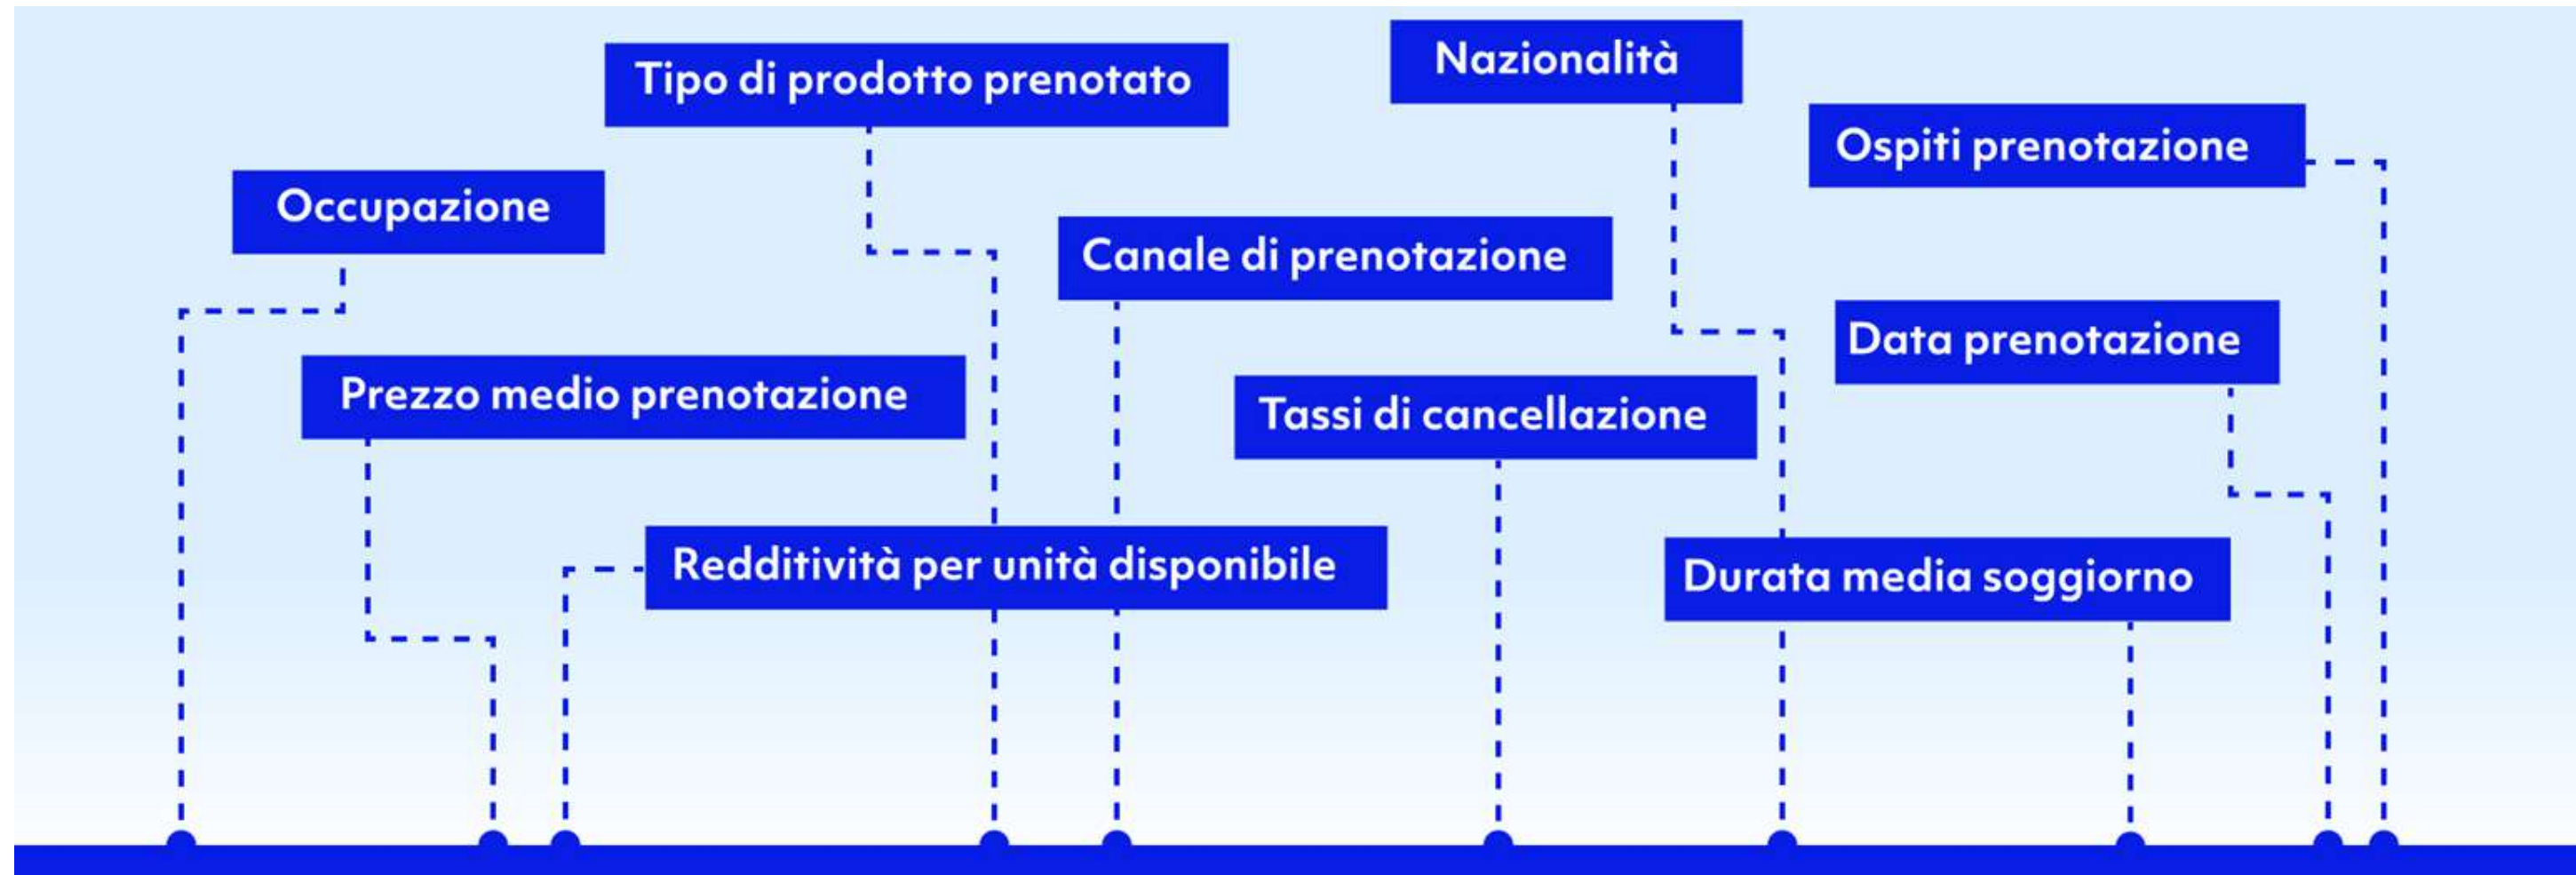 Nazionalità
Tipo di prodotto prenotato
Ospiti prenotazione
Occupazione
Canale di prenotazione
Data prenotazione
Prezzo medio prenotazione
Tassi di cancellazione
Redditività per unità disponibile
Durata media soggiorno